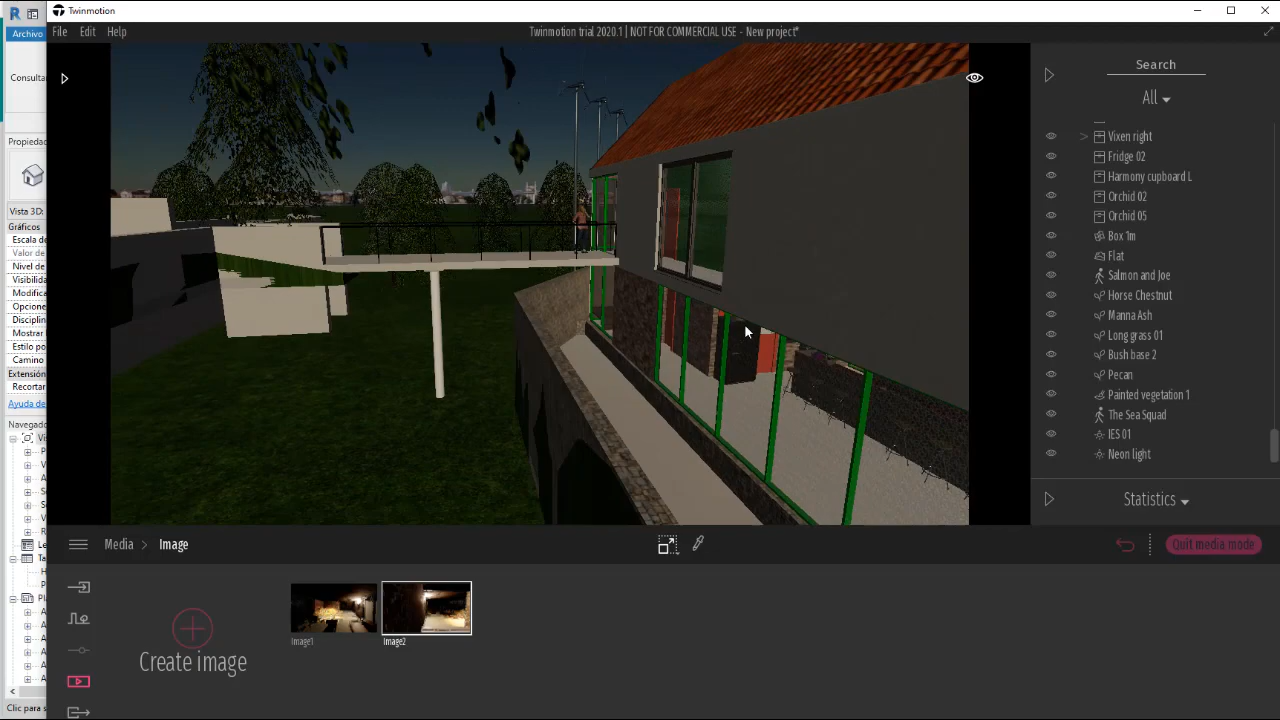 Twinmotion
File Edit Help
Twinmotion trial 2020.1 | NOT FOR COMMERCIAL USE - New project*
Archivo
Consultar
Propiedad
Vista 3D:
Gráficos
Escala de
Valor de
Nivel de
Visibilida
Modific
Opcione
Disciplin
Mostrar
Estilo po
Camino
Extensión
Recortar
Ayuda de
Navegado
Search
All
Vixen right
Fridge 02
Harmony cupboard L
Orchid 02
Orchid 05
Box 1m
Flat
Salmon and Joe
Horse Chestnut
Manna Ash
Long grass 01
Bush base 2
Pecan
Painted vegetation 1
The Sea Squad
IES 01
Neon light
Statistics
Media > Image
Quit media mode
Create image
Image1
Image2
Clic para s